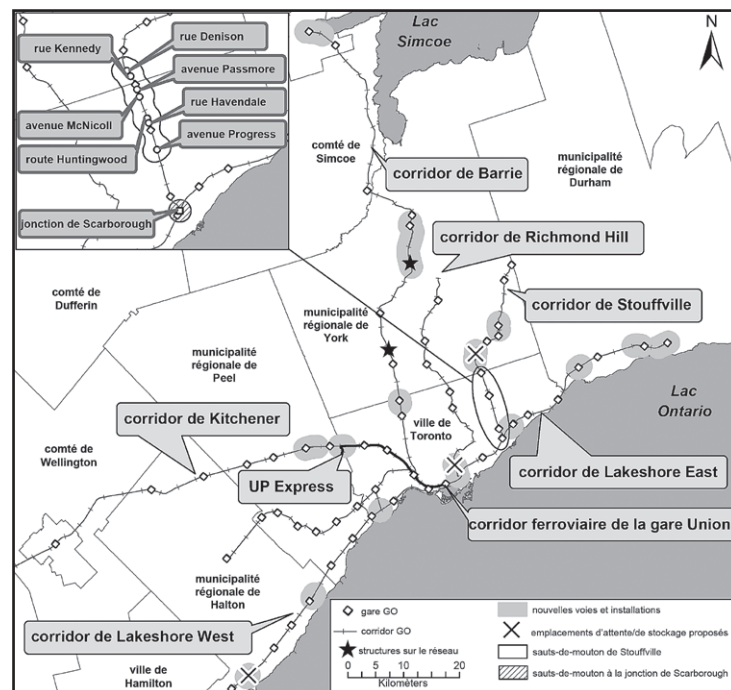 rue Kennedy
rue Denison
avenue Passmore
rue Havendale
avenue McNicoll
avenue Progress
route Huntingwood
jonction de Scarborough
Lac
Simcoe
N
comté de
Simcoe
corridor de Barrie
municipalité
régionale de
Durham
corridor de Richmond Hill
comté de
Dufferin
corridor de Stouffville
municipalité
régionale de
York
municipalité
régionale de
Peel
Lac
Ontario
corridor de Kitchener
ville de
Toronto
comté de
Wellington
UP Express
corridor de Lakeshore East
corridor ferroviaire de la gare Union
municipalité
régionale de
Halton
corridor de Lakeshore West
ville de
Hamilton
gare GO
corridor GO
structures sur le réseau
0 5 10 20
Kilométers
nouvelles voies et installations
emplacements d'attente/de stockage proposés
sauts-de-mouton de
Stouffville
sauts-de-mouton à la jonction de Scarborough